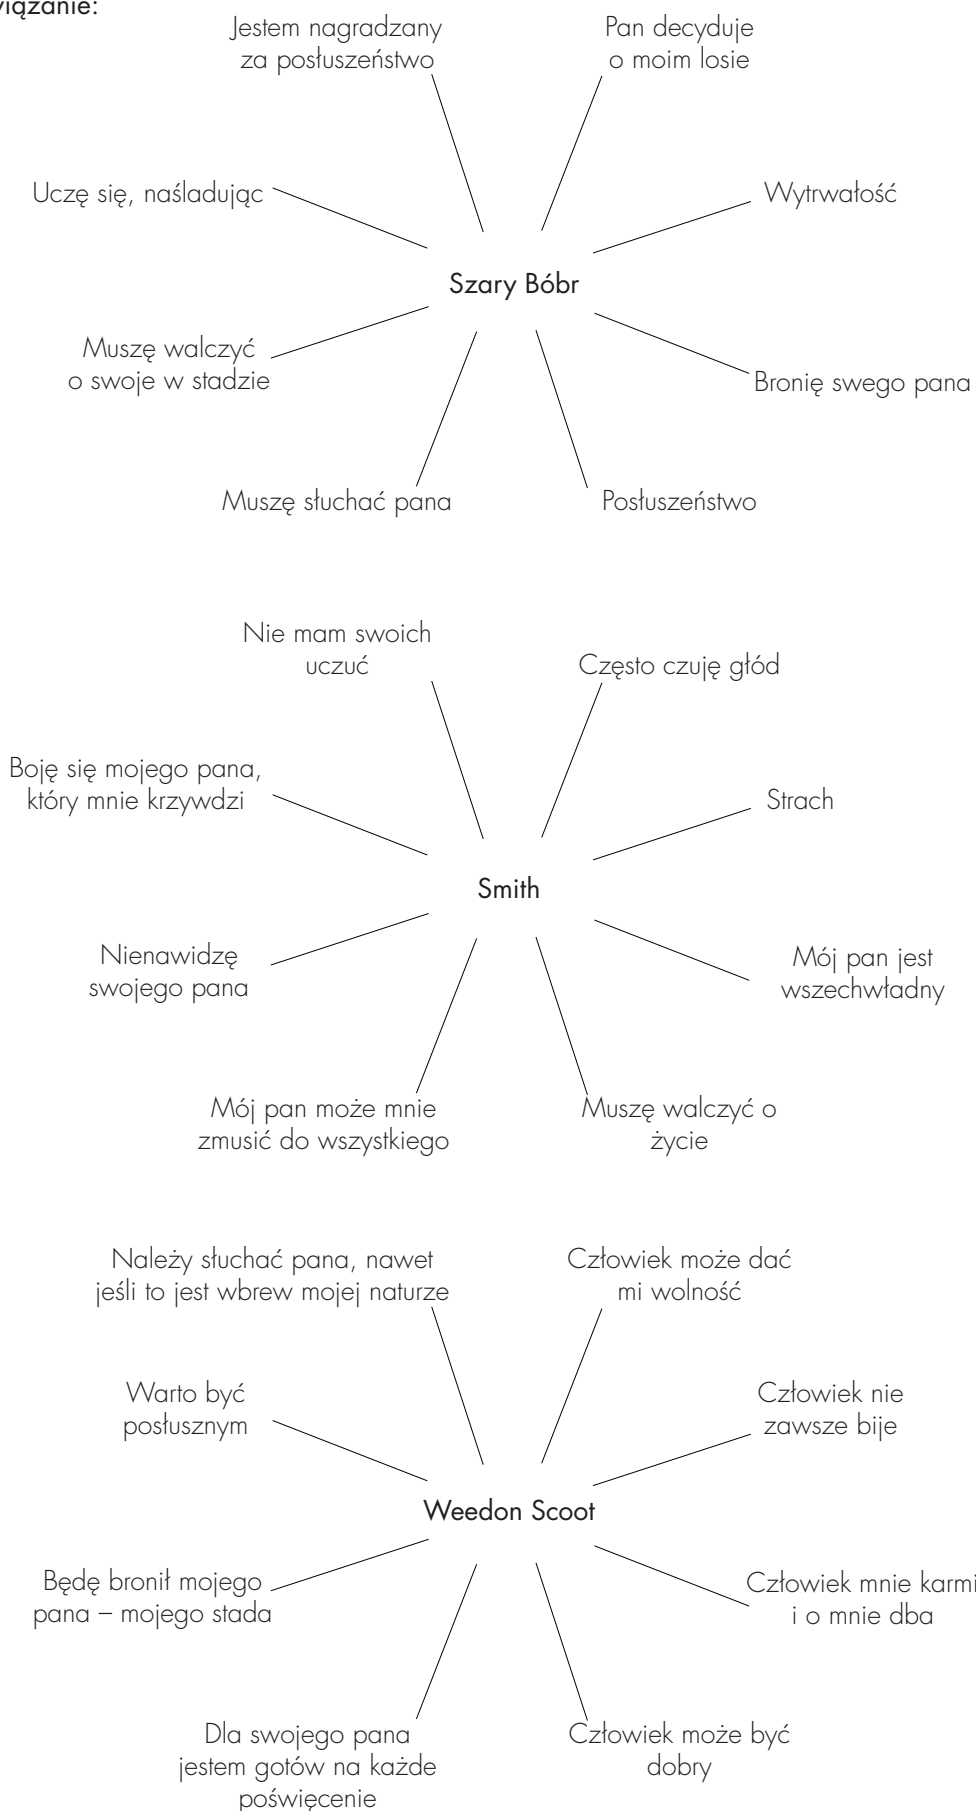 wiązanie:
Jestem nagradzany
za posłuszeństwo
Pan decyduje
o moim losie
Uczę się, naśladując
Wytrwałość
Szary Bóbr
Muszę walczyć
o swoje w stadzie
Bronię swego pana
Muszę słuchać pana
Posłuszeństwo
Nie mam swoich
uczuć
Często czuję głód
Boję się mojego pana,
który mnie krzywdzi
Strach
Smith
Nienawidzę
swojego pana
Mój pan jest
wszechwładny
Mój pan może mnie
zmusić do wszystkiego
Muszę walczyć o
życie
Należy słuchać pana, nawet
jeśli to jest wbrew mojej naturze
Człowiek może dać
mi wolność
Warto być
posłusznym
Człowiek nie
zawsze bije
Weedon Scoot
Będę bronił mojego
pana – mojego stada
Człowiek mnie karmi
i o mnie dba
Dla swojego pana
jestem gotów na każde
poświęcenie
Człowiek może być
dobry